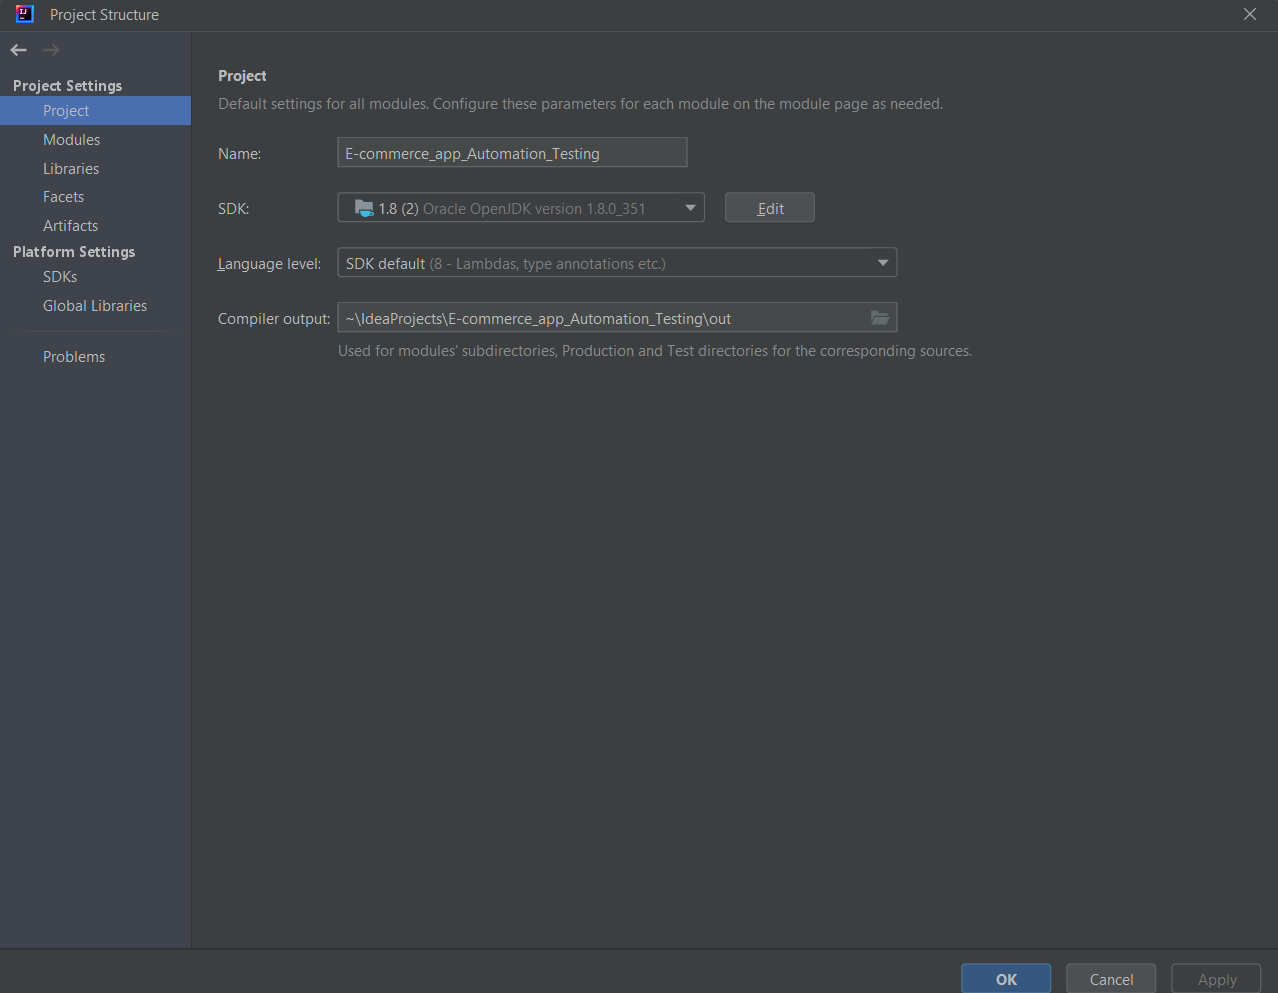 Project Structure
Project Settings
Project
Modules
Libraries
Facets
Artifacts
Platform Settings
SDKs
Global Libraries
Problems
Project
Default settings for all modules. Configure these parameters for each module on the module page as needed.
Name: E-commerce_app_Automation_Testing
SDK: 1.8 (2) Oracle OpenJDK version 1.8.0_351 Edit
Language level: SDK default (8 - Lambdas, type annotations etc.)
Compiler output: ~\IdeaProjects\E-commerce_app_Automation_Testing\out
Used for modules' subdirectories, Production and Test directories for the corresponding sources.
OK Cancel Apply